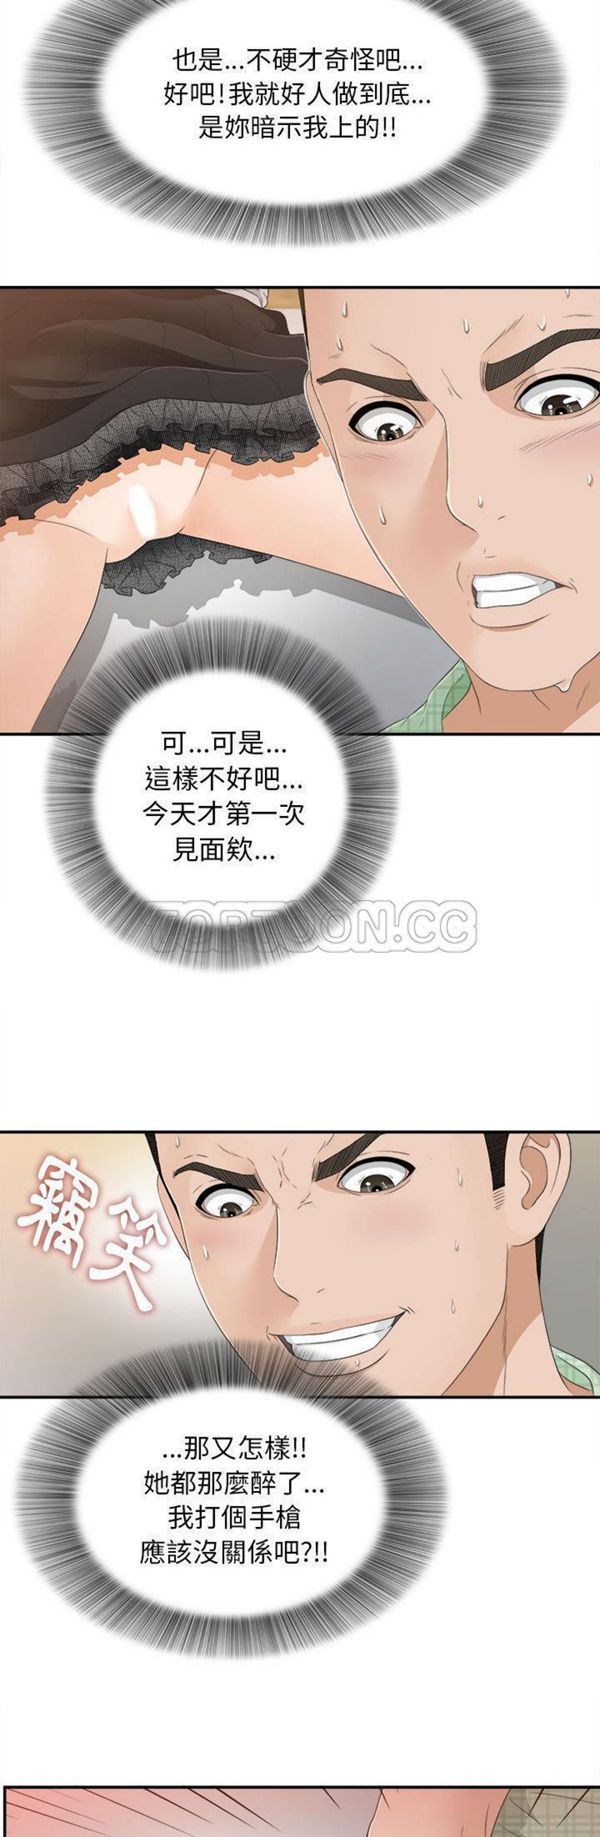 也是...不硬才奇怪吧...
好吧!我就好人做到底...
是妳暗示我上的!!
可...可是...
這樣不好吧...
今天才第一次
見面欸...
TOPTOON.CC
竊笑
...那又怎樣!!
她都那麼醉了...
我打個手槍
應該沒關係吧?!!